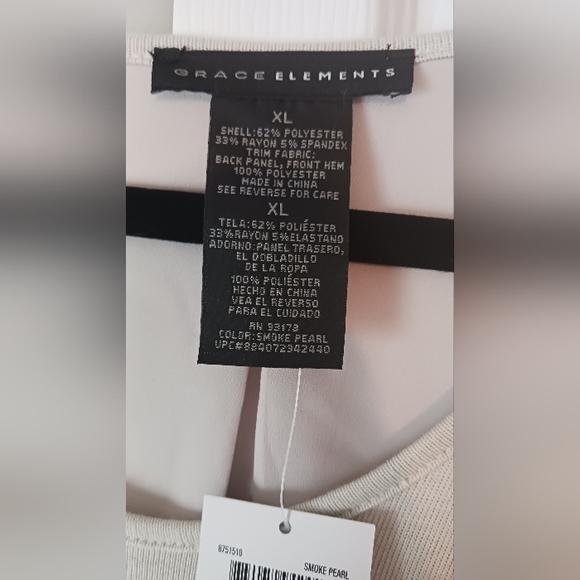 GRACE ELEMENTS
XL
SHELL:62% POLYESTER
33% RAYON 5% SPANDEX
TRIM FABRIC:
BACK PANEL, FRONT HEM
100% POLYESTER
MADE IN CHINA
SEE REVERSE FOR CARE
XL
TELA:62% POLIÉSTER
33%RAYON 5%ELASTANO
ADORNO:PANEL TRASERO,
EL DOBLADILLO
DE LA ROPA
100% POLIÉSTER
HECHO EN CHINA
VEA EL REVERSO
PARA EL CUIDADO
RN 93178
COLOR:SMOKE PEARL
UPC#884072942440
8751510 SMOKE PEARL